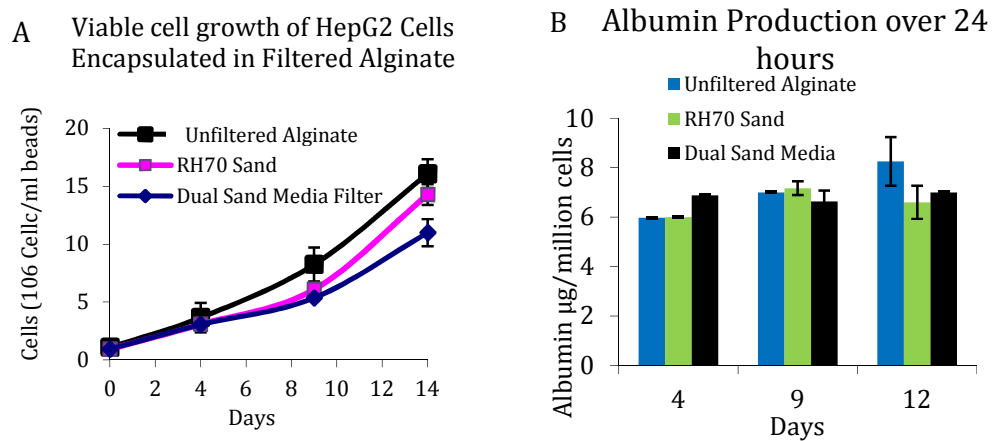 A
Viable cell growth of HepG2 Cells
Encapsulated in Filtered Alginate
Cells (106 Cellc/ml beads)
20
15
10
5
0
Unfiltered Alginate
RH70 Sand
Dual Sand Media Filter
0 2 4 6 8 10 12 14
Days
B
Albumin Production over 24
hours
Unfiltered Alginate
RH70 Sand
Dual Sand Media
Albumin µg/million cells
10
8
6
4
2
0
4 9 12
Days